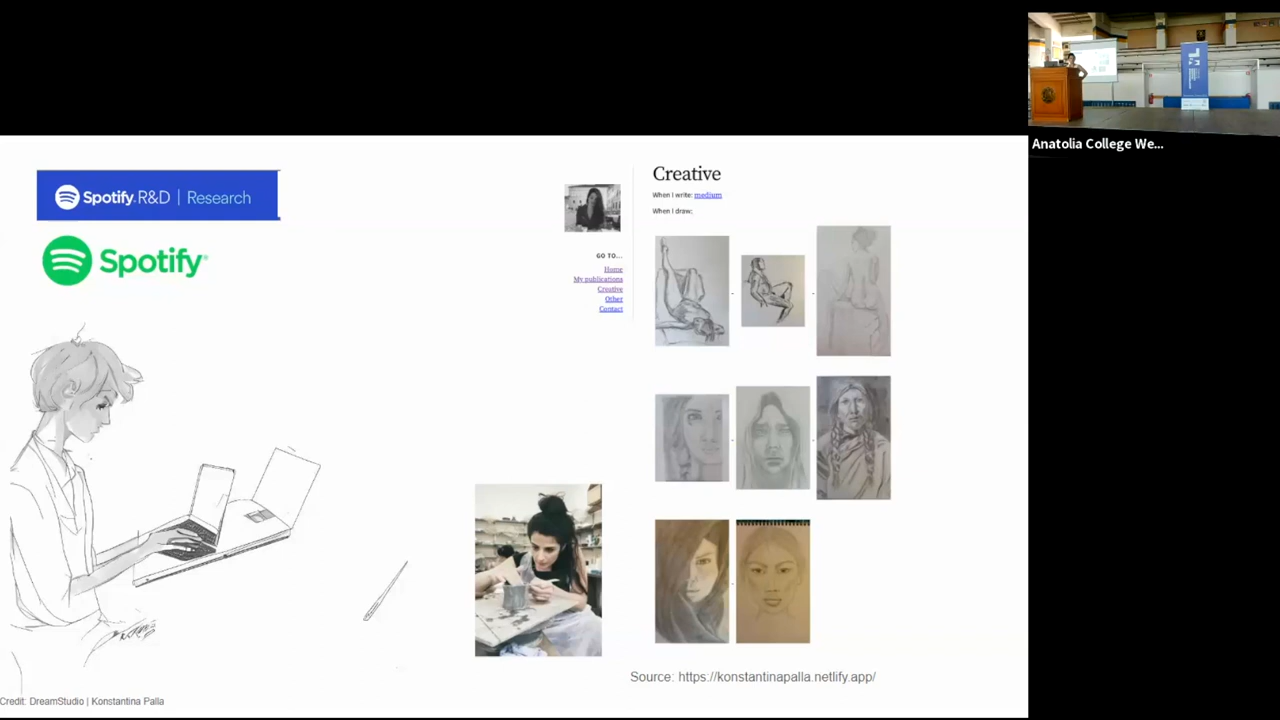 Spotify R&D | Research
Spotify®
GO TO...
Home
My publications
Creative
Other
Contact
Creative
When I write: medium
When I draw:
Source: https://konstantinapalla.netlify.app/
Credit: DreamStudio | Konstantina Palla
Anatolia College We...